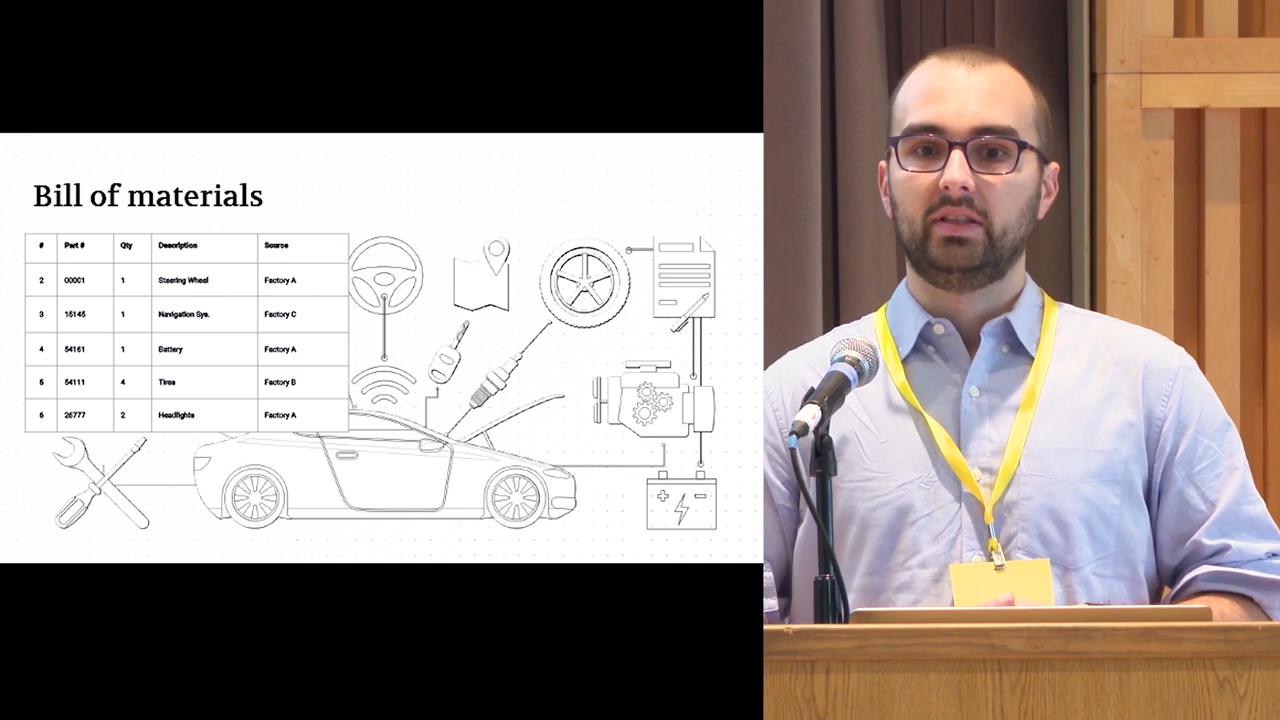 Bill of materials
# Part # Qty Description Source
2 00001 1 Steering Wheel Factory A
3 15145 1 Navigation Sys. Factory C
4 54161 1 Battery Factory A
5 54111 4 Tires Factory B
6 26777 2 Headlights Factory A